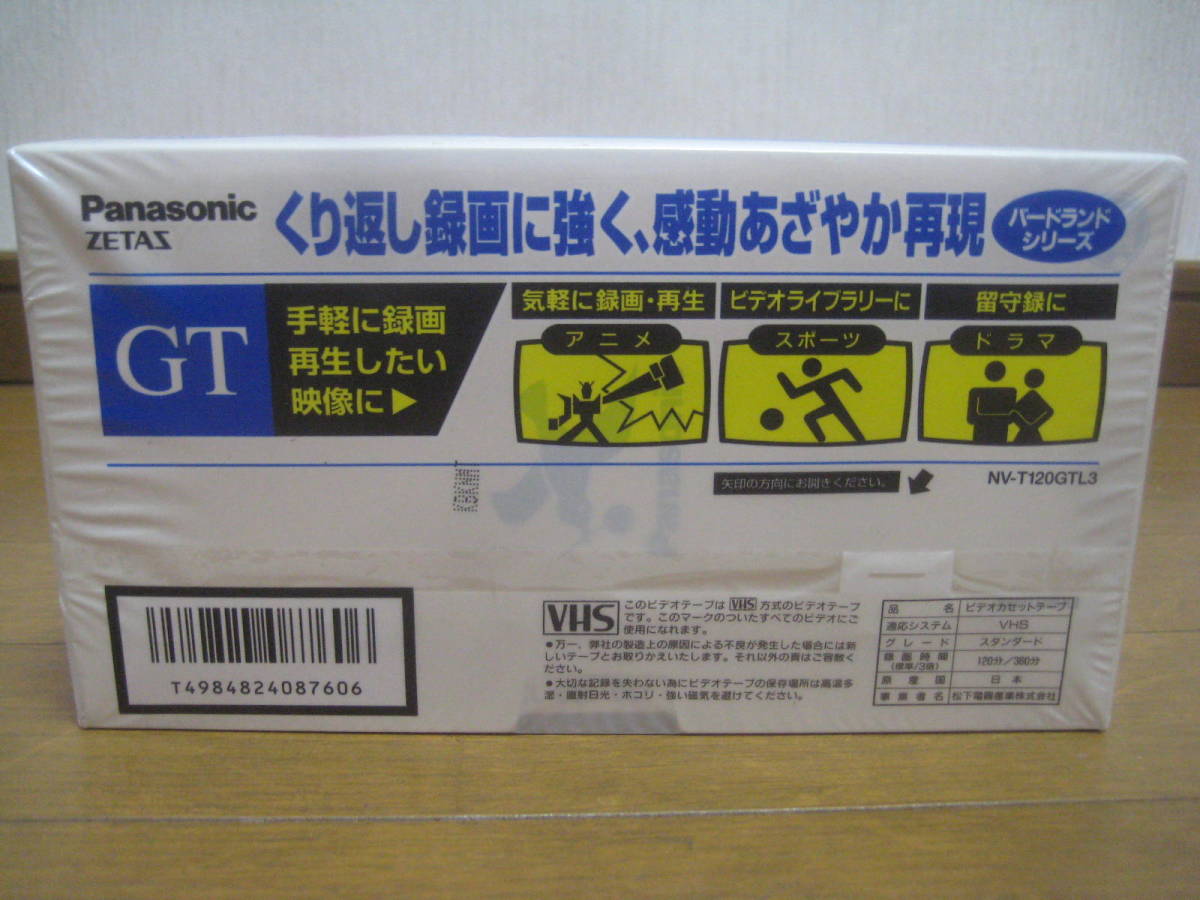 Panasonic
ZETAS
くり返し録画に強く、感動あざやか再現
バードランド
シリーズ
GT
手軽に録画
再生したい
映像に▶
気軽に録画・再生
アニメ
ビデオライブラリーに
スポーツ
留守録に
ドラマ
矢印の方向にお開きください。
NV-T120GTL3
T4984824087606
VHS
このビデオテープは VHS 方式のビデオテープ
です。このマークのついたすべてのビデオにご
使用になれます。
●万一、弊社の製造上の原因による不良が発生した場合には新
しいテープとお取りかえいたします。それ以外の責はご容赦くだ
さい。
●大切な記録を失わない為にビデオテープの保存場所は高温多
湿・直射日光・ホコリ・強い磁気を避けてください。
品名 ビデオカセットテープ
適応システム VHS
グレード スタンダード
録画時間(標準/3倍) 120分/360分
原産国 日本
事業者名 松下電器産業株式会社